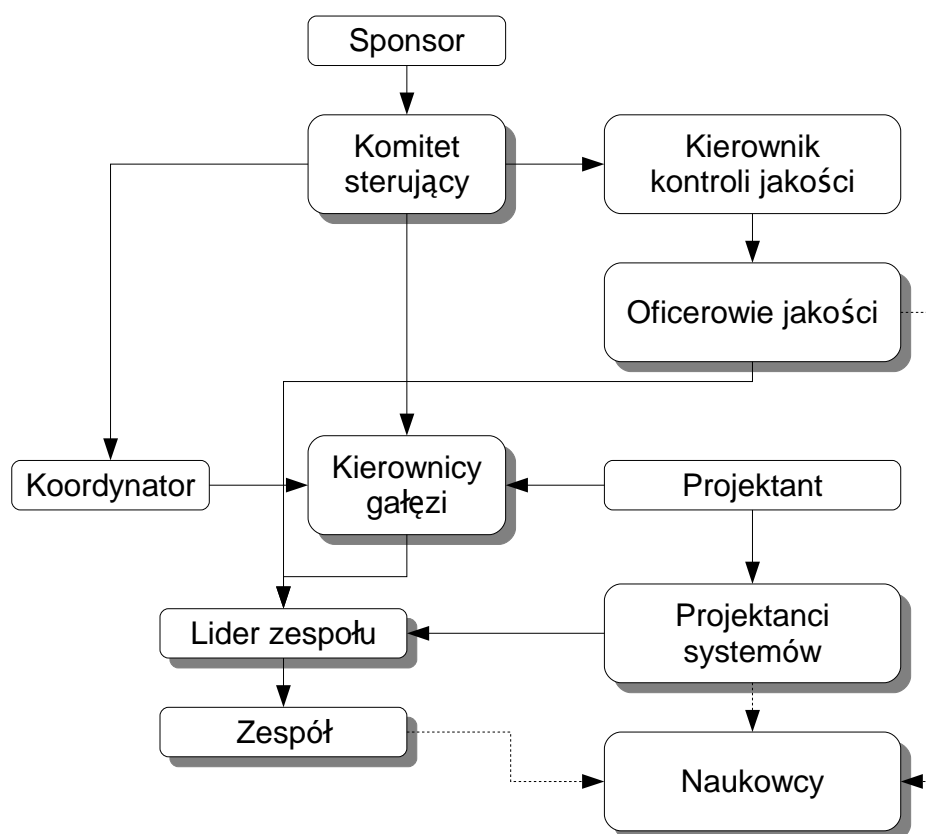 Sponsor
Komitet
sterujący
Kierownik
kontroli jakości
Oficerowie jakości
Koordynator
Kierownicy
gałęzi
Projektant
Lider zespołu
Projektanci
systemów
Zespół
Naukowcy